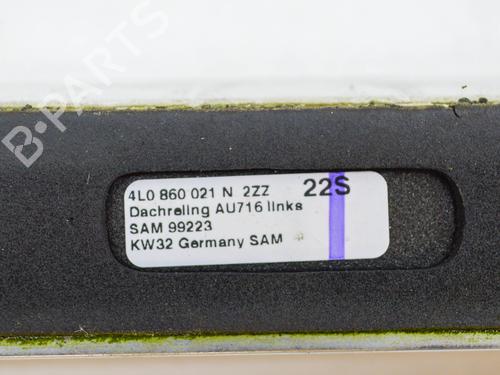 B-PARTS
4L0 860 021 N 2ZZ 22S
Dachreling AU716 links
SAM 99223
KW32 Germany SAM